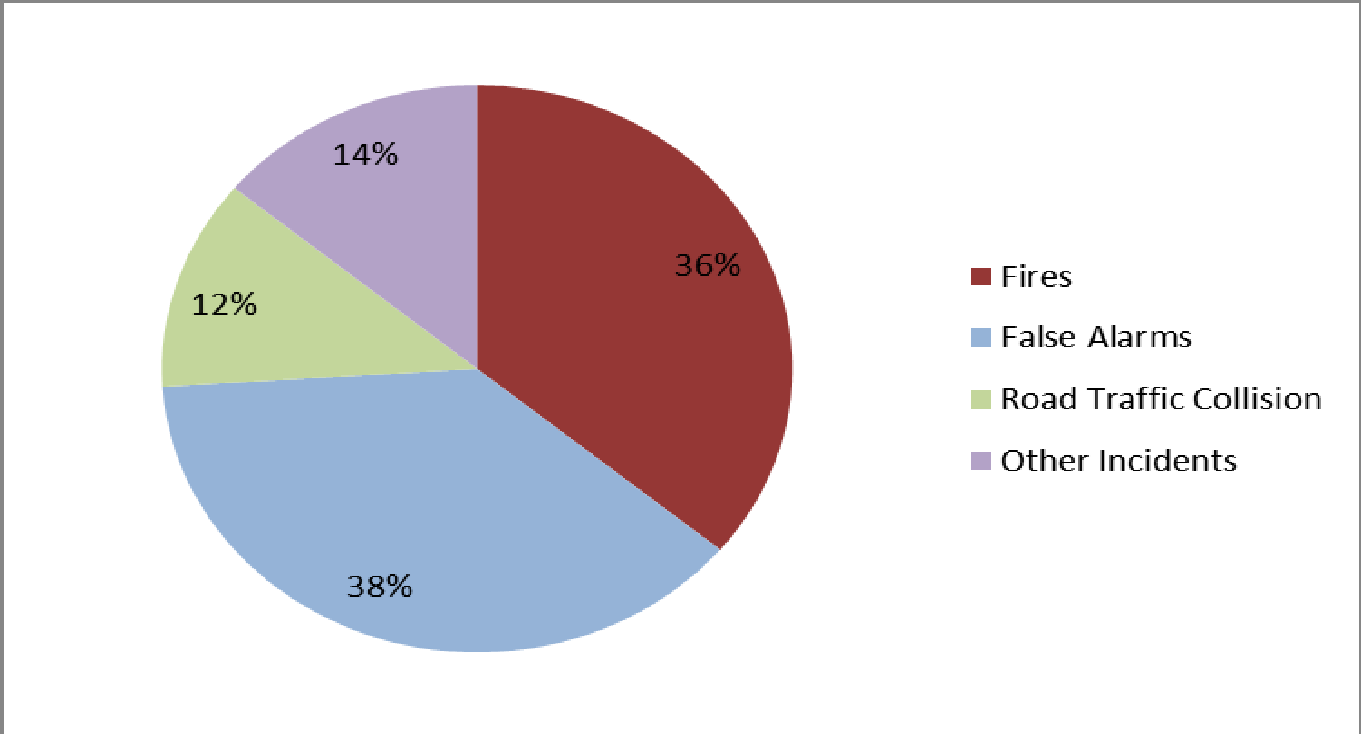 14%
36%
12%
38%
Fires
False Alarms
Road Traffic Collision
Other Incidents